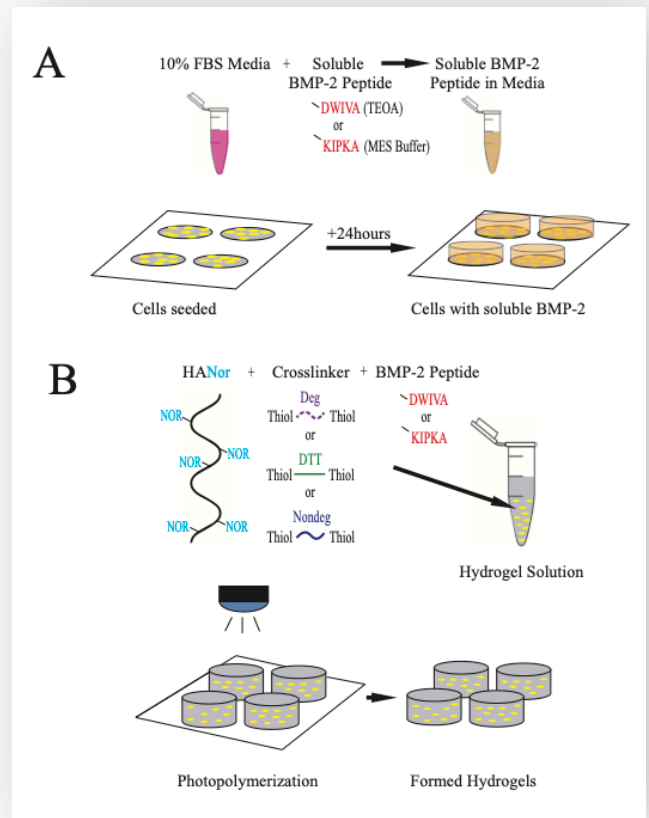 A
10% FBS Media + Soluble BMP-2 Peptide Soluble BMP-2 Peptide in Media
DWIVA (TEOA)
or
KIPKA (MES Buffer)
+24hours
Cells seeded
Cells with soluble BMP-2
B
HANor + Crosslinker + BMP-2 Peptide
NOR
NOR
NOR
NOR
NOR
Deg
Thiol Thiol
or
DTT
Thiol Thiol
or
Nondeg
Thiol Thiol
DWIVA
or
KIPKA
Hydrogel Solution
Photopolymerization
Formed Hydrogels